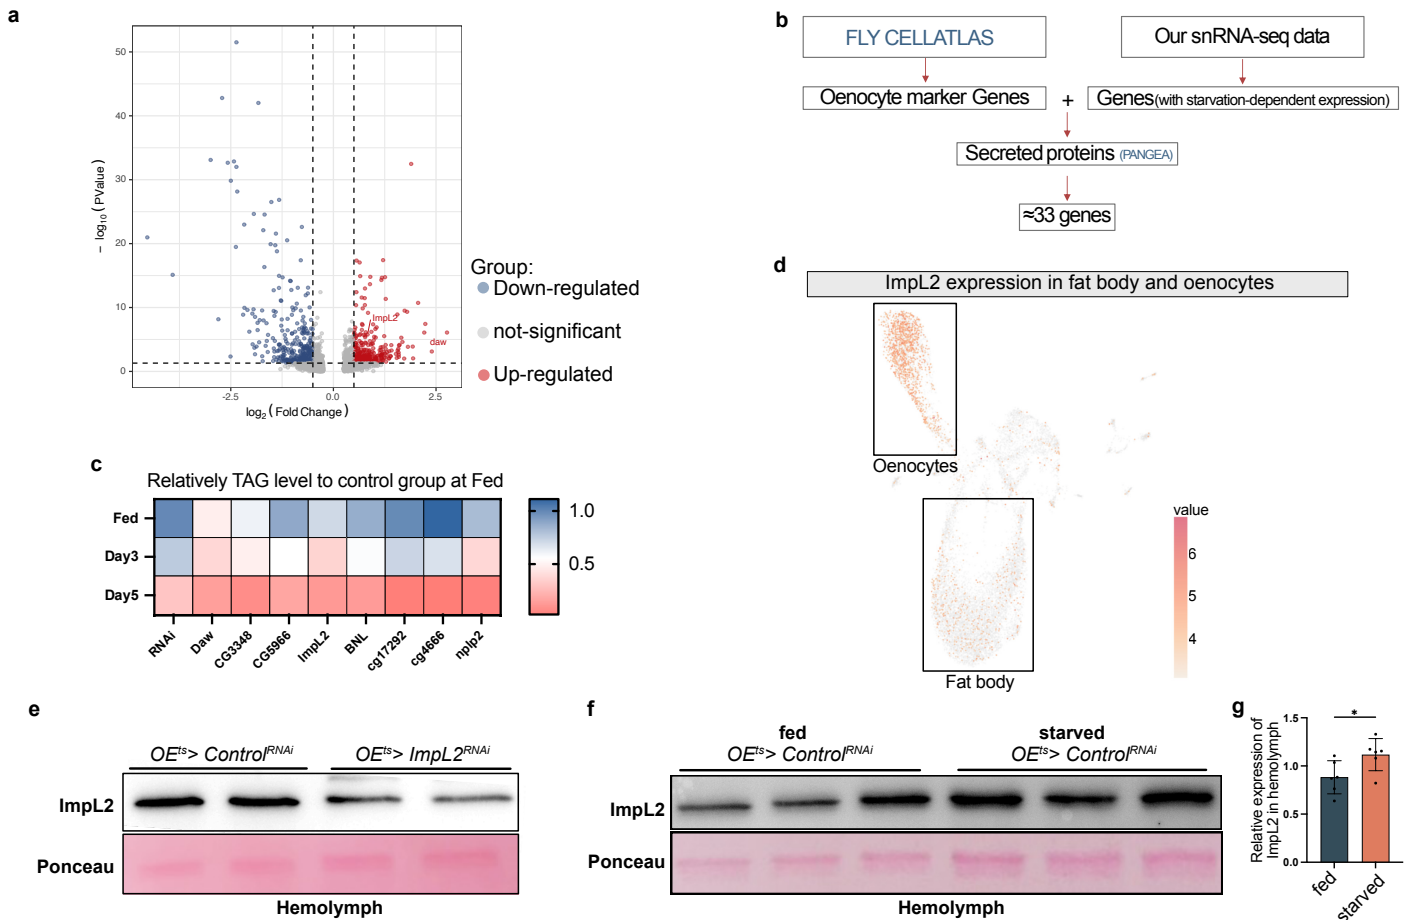 a
50
40
30
20
10
0
− log10 ( PValue )
-2.5
0.0
2.5
log2 ( Fold Change )
ImpL2
daw
Group:
Down-regulated
not-significant
Up-regulated
b
FLY CELLATLAS
Our snRNA-seq data
Oenocyte marker Genes
+
Genes(with starvation-dependent expression)
Secreted proteins (PANGEA)
≈33 genes
c
Relatively TAG level to control group at Fed
Fed
Day3
Day5
RNAi
Daw
CG3348
CG5966
ImpL2
BNL
cg17292
cg4666
nplp2
1.0
0.5
d
ImpL2 expression in fat body and oenocytes
Oenocytes
Fat body
value
6
5
4
e
OEts> ControlRNAi
OEts> ImpL2RNAi
ImpL2
Ponceau
Hemolymph
f
fed
starved
OEts> ControlRNAi
OEts> ControlRNAi
ImpL2
Ponceau
Hemolymph
g
Relative expression of
ImpL2 in hemolymph
1.5
1.0
0.5
0.0
*
fed
starved